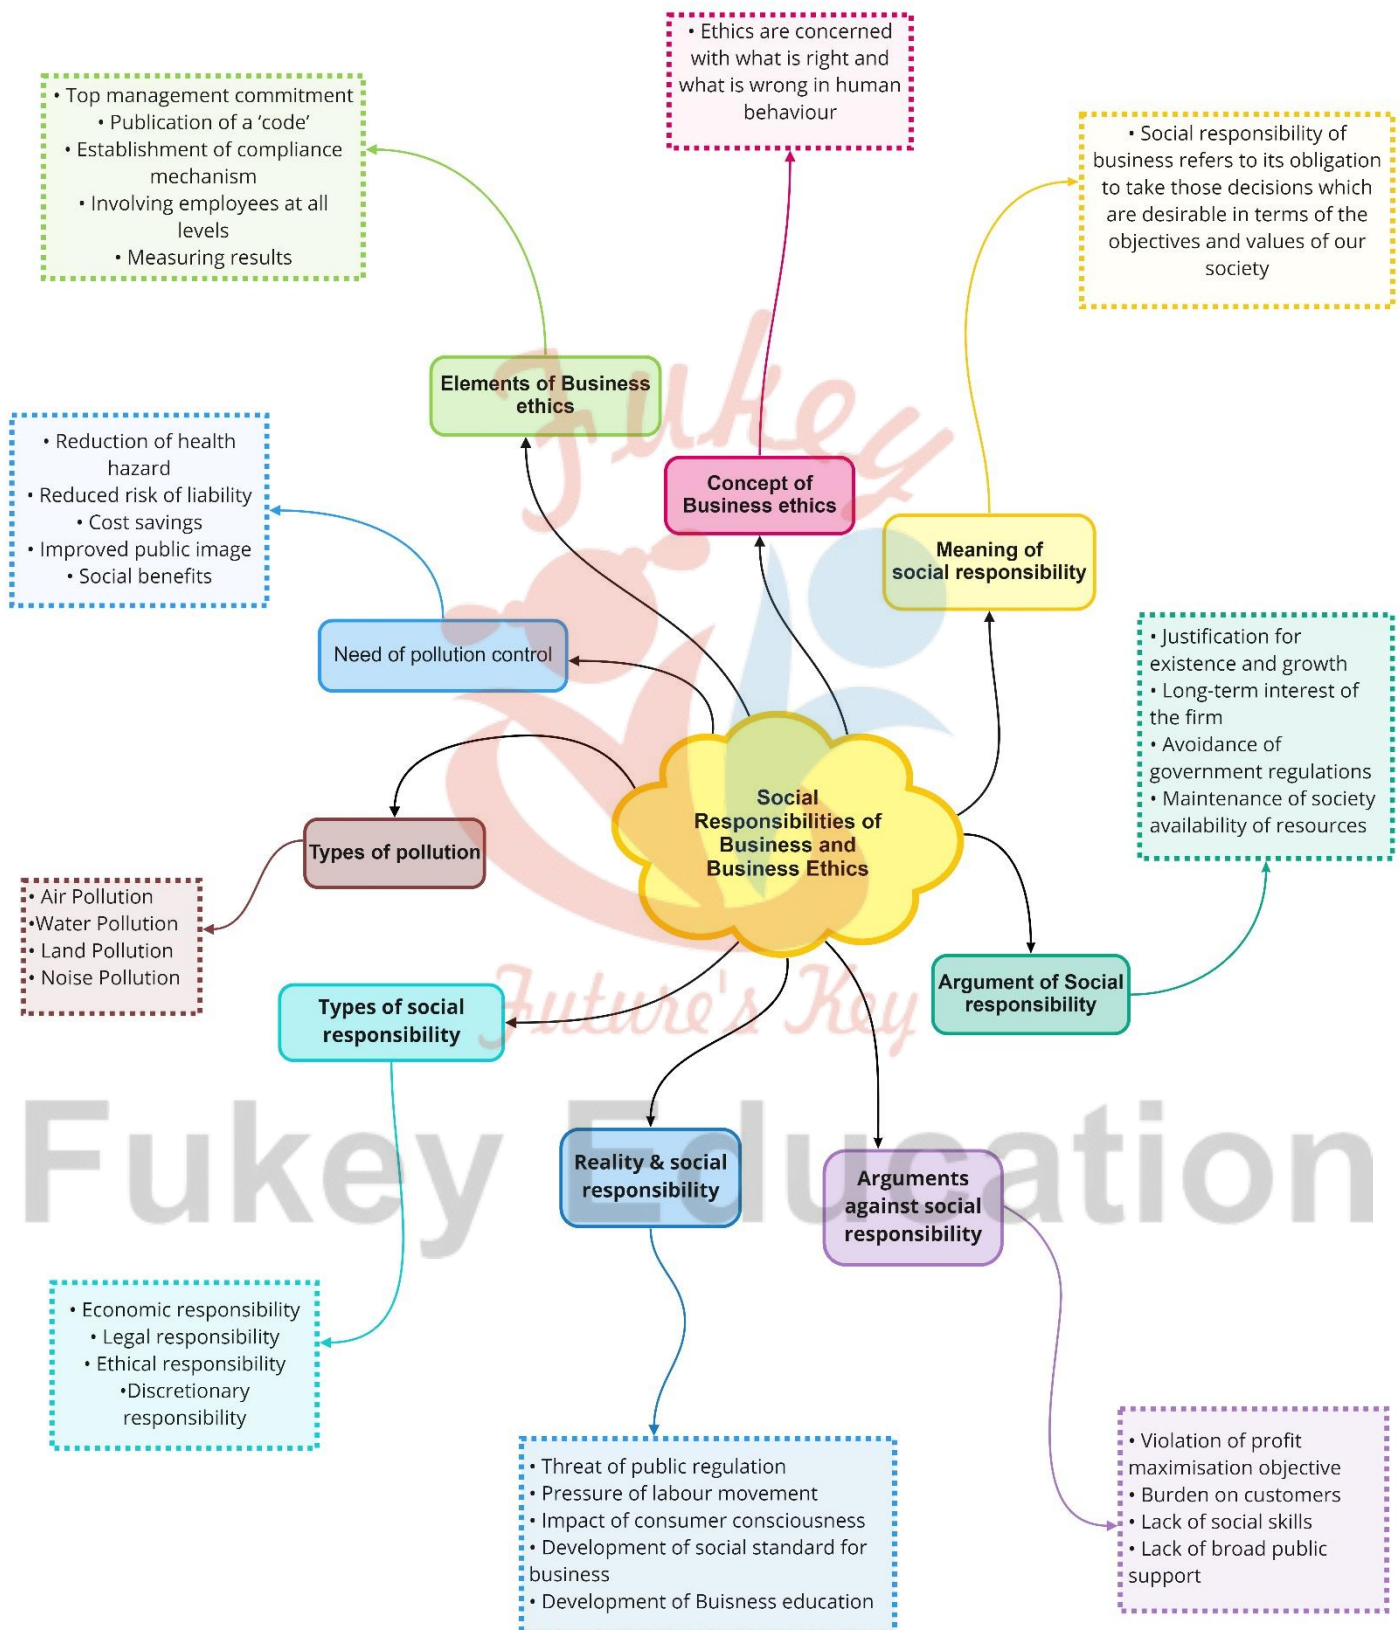 • Ethics are concerned
with what is right and
what is wrong in human
behaviour
• Top management commitment
• Publication of a ‘code’
• Establishment of compliance
mechanism
• Involving employees at all
levels
• Measuring results
• Social responsibility of
business refers to its obligation
to take those decisions which
are desirable in terms of the
objectives and values of our
society
Elements of Business
ethics
Fukey
• Reduction of health
hazard
• Reduced risk of liability
• Cost savings
• Improved public image
• Social benefits
Concept of
Business ethics
Meaning of
social responsibility
Need of pollution control
• Justification for
existence and growth
• Long-term interest of
the firm
• Avoidance of
government regulations
• Maintenance of society
availability of resources
Social
Responsibilities of
Business and
Business Ethics
Types of pollution
• Air Pollution
•Water Pollution
• Land Pollution
• Noise Pollution
Argument of Social
responsibility
Future's Key
Types of social
responsibility
Fukey Education
Reality & social
responsibility
Arguments
against social
responsibility
• Economic responsibility
• Legal responsibility
• Ethical responsibility
•Discretionary
responsibility
• Threat of public regulation
• Pressure of labour movement
• Impact of consumer consciousness
• Development of social standard for
business
• Development of Buisness education
• Violation of profit
maximisation objective
• Burden on customers
• Lack of social skills
• Lack of broad public
support